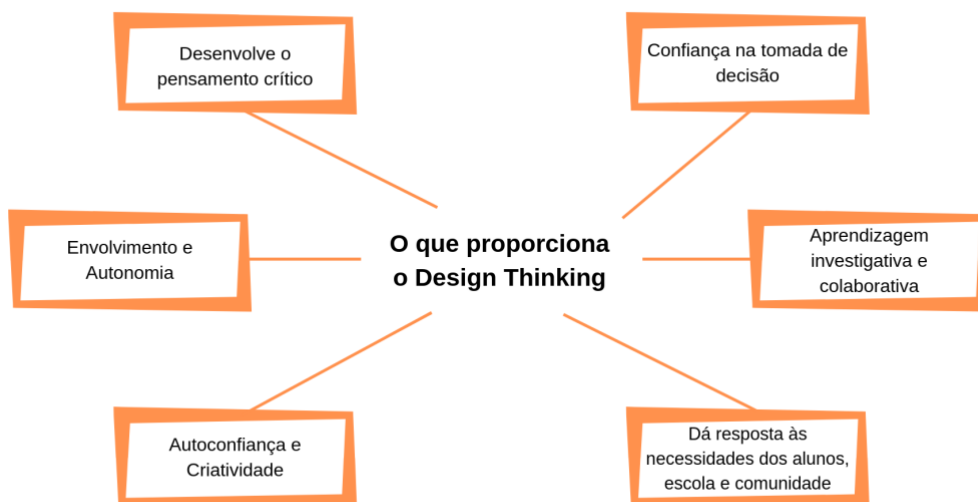 Desenvolve o
pensamento crítico
Confiança na tomada de
decisão
Envolvimento e
Autonomia
O que proporciona
o Design Thinking
Aprendizagem
investigativa e
colaborativa
Autoconfiança e
Criatividade
Dá resposta às
necessidades dos alunos,
escola e comunidade